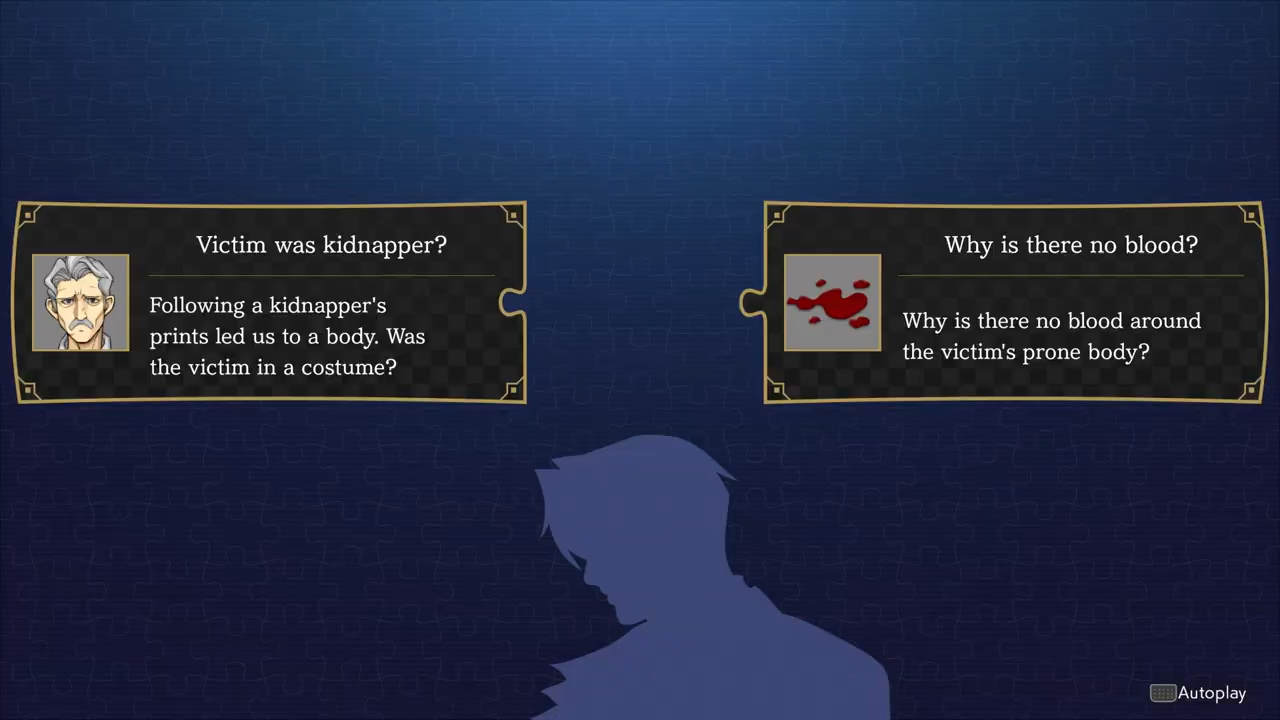 Victim was kidnapper?
Following a kidnapper's
prints led us to a body. Was
the victim in a costume?
Why is there no blood?
Why is there no blood around
the victim's prone body?
Autoplay